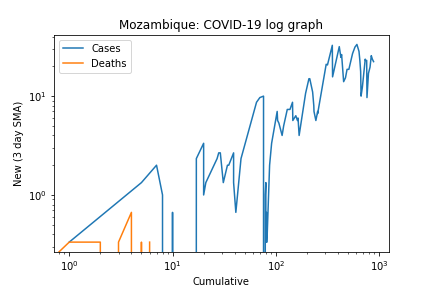 Mozambique: COVID-19 log graph
Cases
Deaths
New (3 day SMA)
10¹
10⁰
10⁰ 10¹ 10² 10³
Cumulative